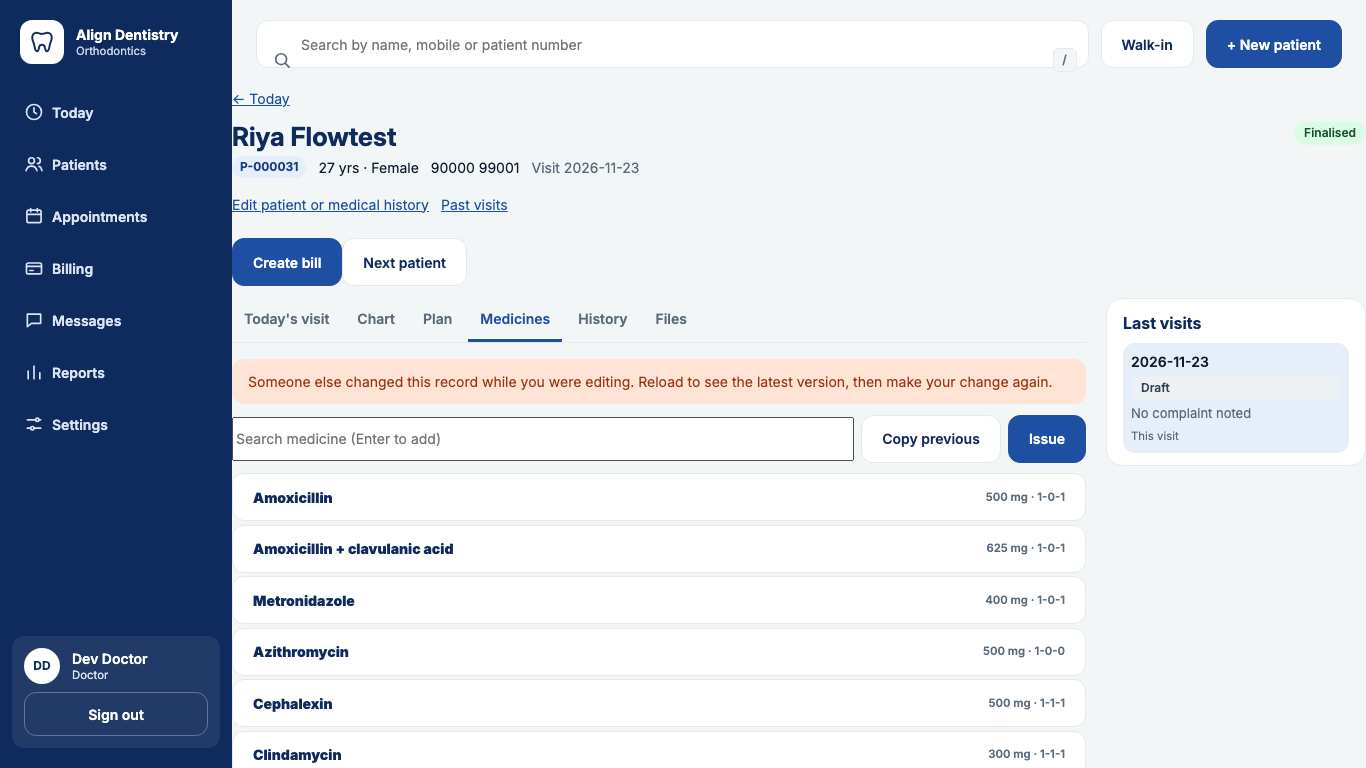 Align Dentistry
Orthodontics
Today
Patients
Appointments
Billing
Messages
Reports
Settings
DD
Dev Doctor
Doctor
Sign out
Search by name, mobile or patient number
/
Walk-in
+ New patient
← Today
Riya Flowtest
Finalised
P-000031 27 yrs · Female 90000 99001 Visit 2026-11-23
Edit patient or medical history Past visits
Create bill Next patient
Today's visit Chart Plan Medicines History Files
Someone else changed this record while you were editing. Reload to see the latest version, then make your change again.
Search medicine (Enter to add) Copy previous Issue
Amoxicillin 500 mg · 1-0-1
Amoxicillin + clavulanic acid 625 mg · 1-0-1
Metronidazole 400 mg · 1-0-1
Azithromycin 500 mg · 1-0-0
Cephalexin 500 mg · 1-1-1
Clindamycin 300 mg · 1-1-1
Last visits
2026-11-23
Draft
No complaint noted
This visit